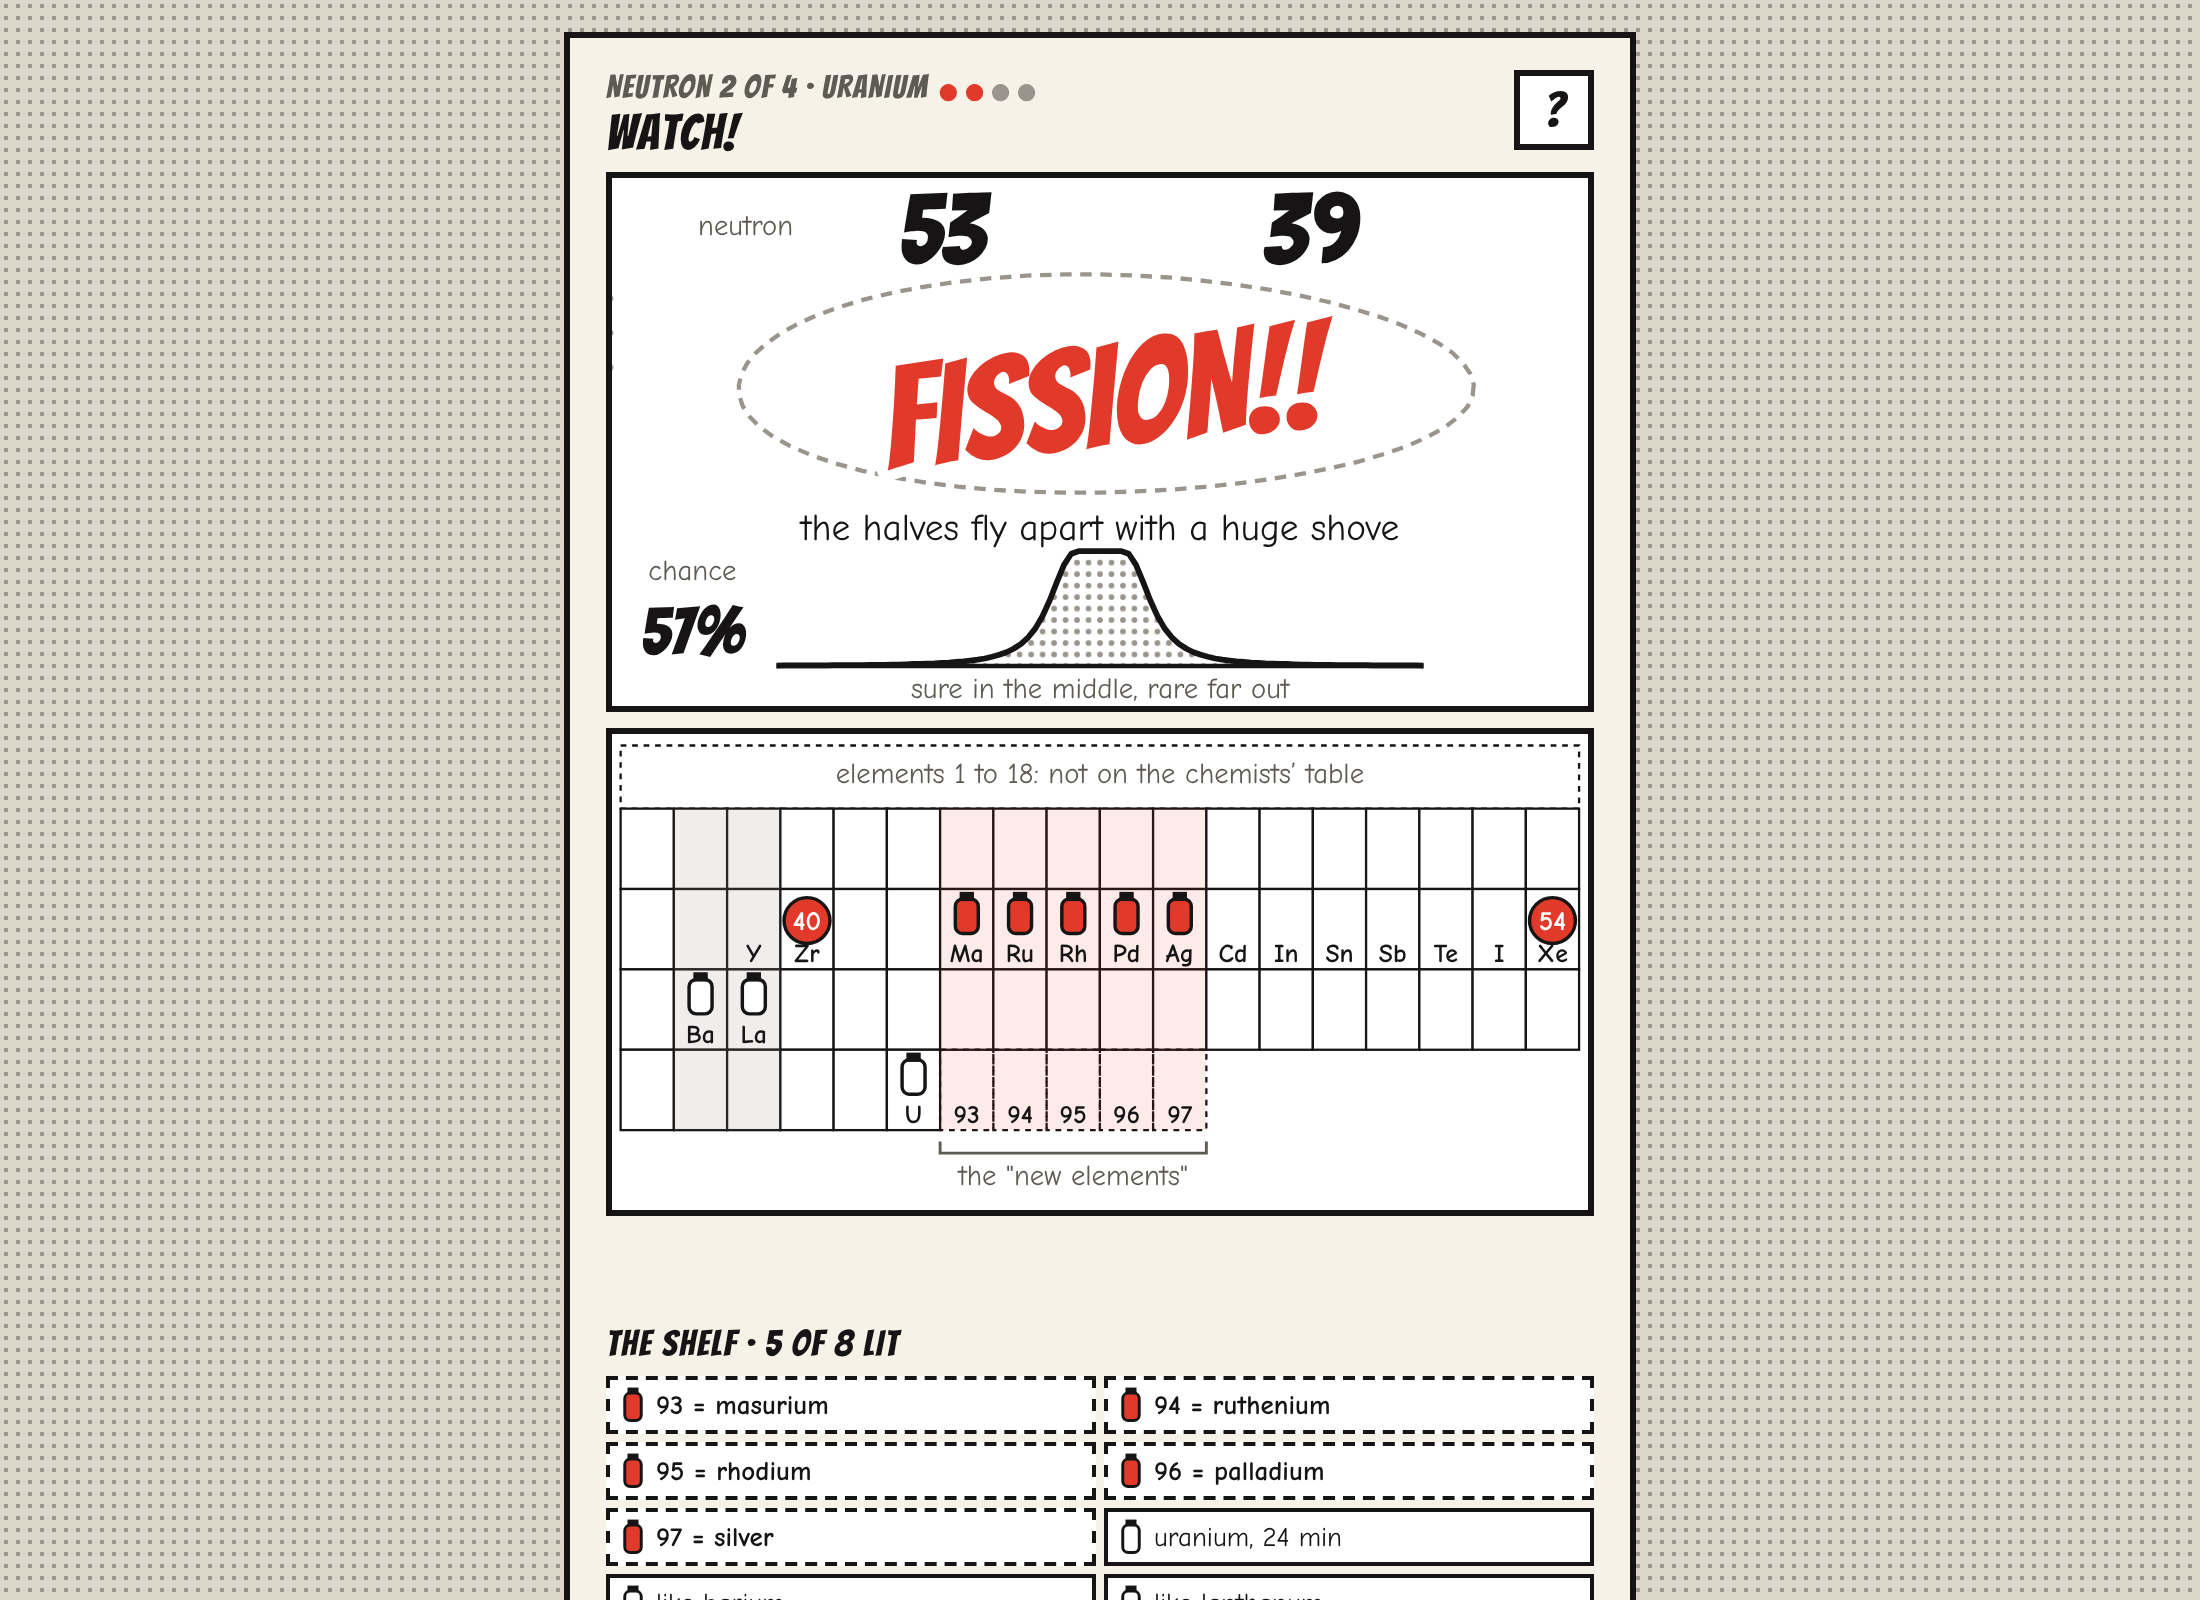 NEUTRON 2 OF 4 · URANIUM
WATCH!
?
neutron
53
39
FISSION!!
the halves fly apart with a huge shove
chance
57%
sure in the middle, rare far out
elements 1 to 18: not on the chemists' table
40
54
Y Zr Ma Ru Rh Pd Ag Cd In Sn Sb Te I Xe
Ba La
U 93 94 95 96 97
the "new elements"
THE SHELF · 5 OF 8 LIT
93 = masurium
94 = ruthenium
95 = rhodium
96 = palladium
97 = silver
uranium, 24 min